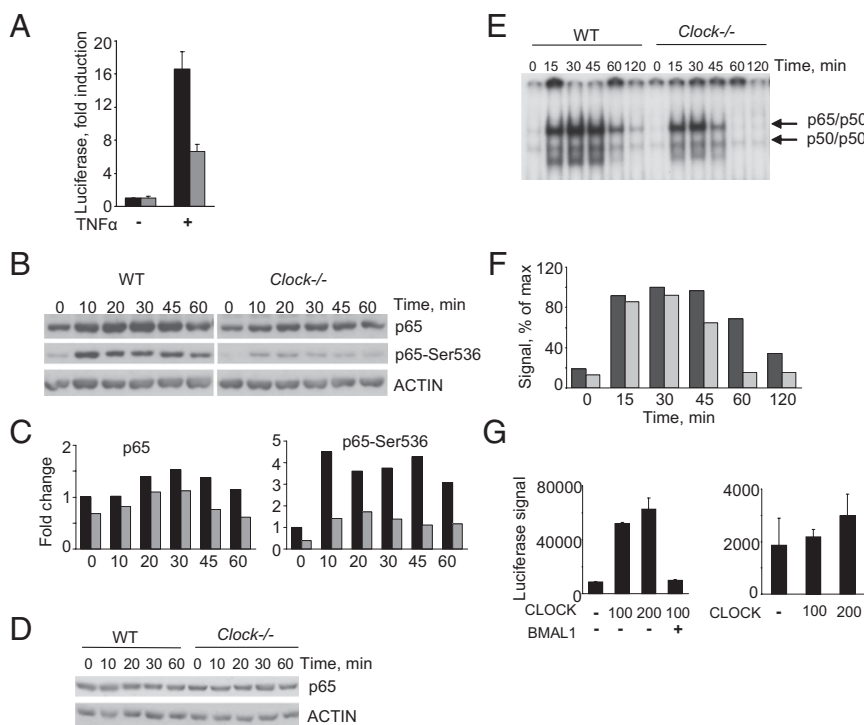 A
Luciferase, fold induction
20
16
12
8
4
0
TNFα - +
B
WT Clock-/-
0 10 20 30 45 60 0 10 20 30 45 60 Time, min
p65
p65-Ser536
ACTIN
C
Fold change
p65
2
1
0
0 10 20 30 45 60
p65-Ser536
5
4
3
2
1
0
0 10 20 30 45 60
D
WT Clock-/-
0 10 20 30 60 0 10 20 30 60 Time, min
p65
ACTIN
E
WT Clock-/-
0 15 30 45 60 120 0 15 30 45 60 120
Time, min
p65/p50
p50/p50
F
Signal, % of max
120
80
40
0
0 15 30 45 60 120
Time, min
G
Luciferase signal
80000
40000
0
CLOCK - 100 200 100
BMAL1 - - - +
4000
2000
0
CLOCK - 100 200